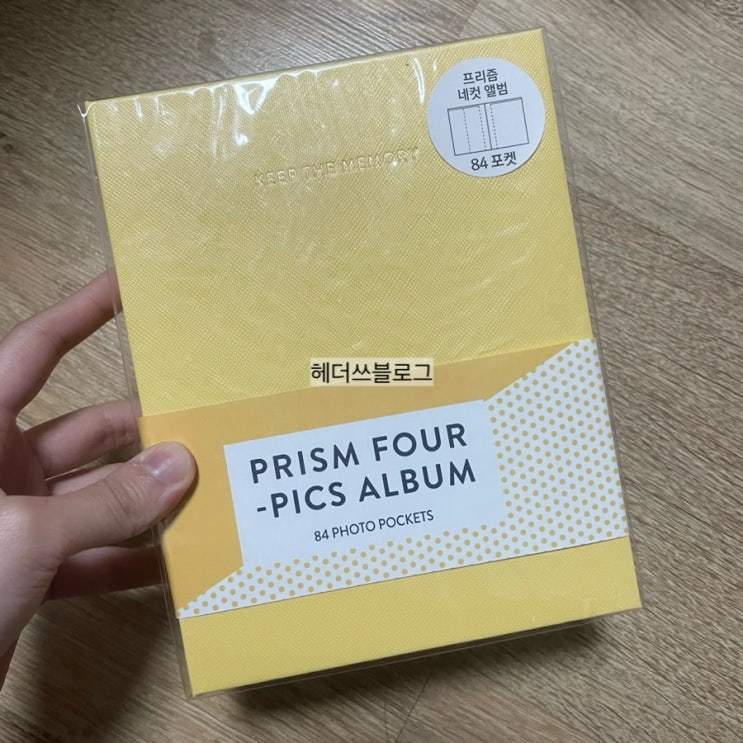 프리즘
네컷 앨범
84 포켓
KEEP THE MEMORY
헤더쓰블로그
PRISM FOUR
-PICS ALBUM
84 PHOTO POCKETS